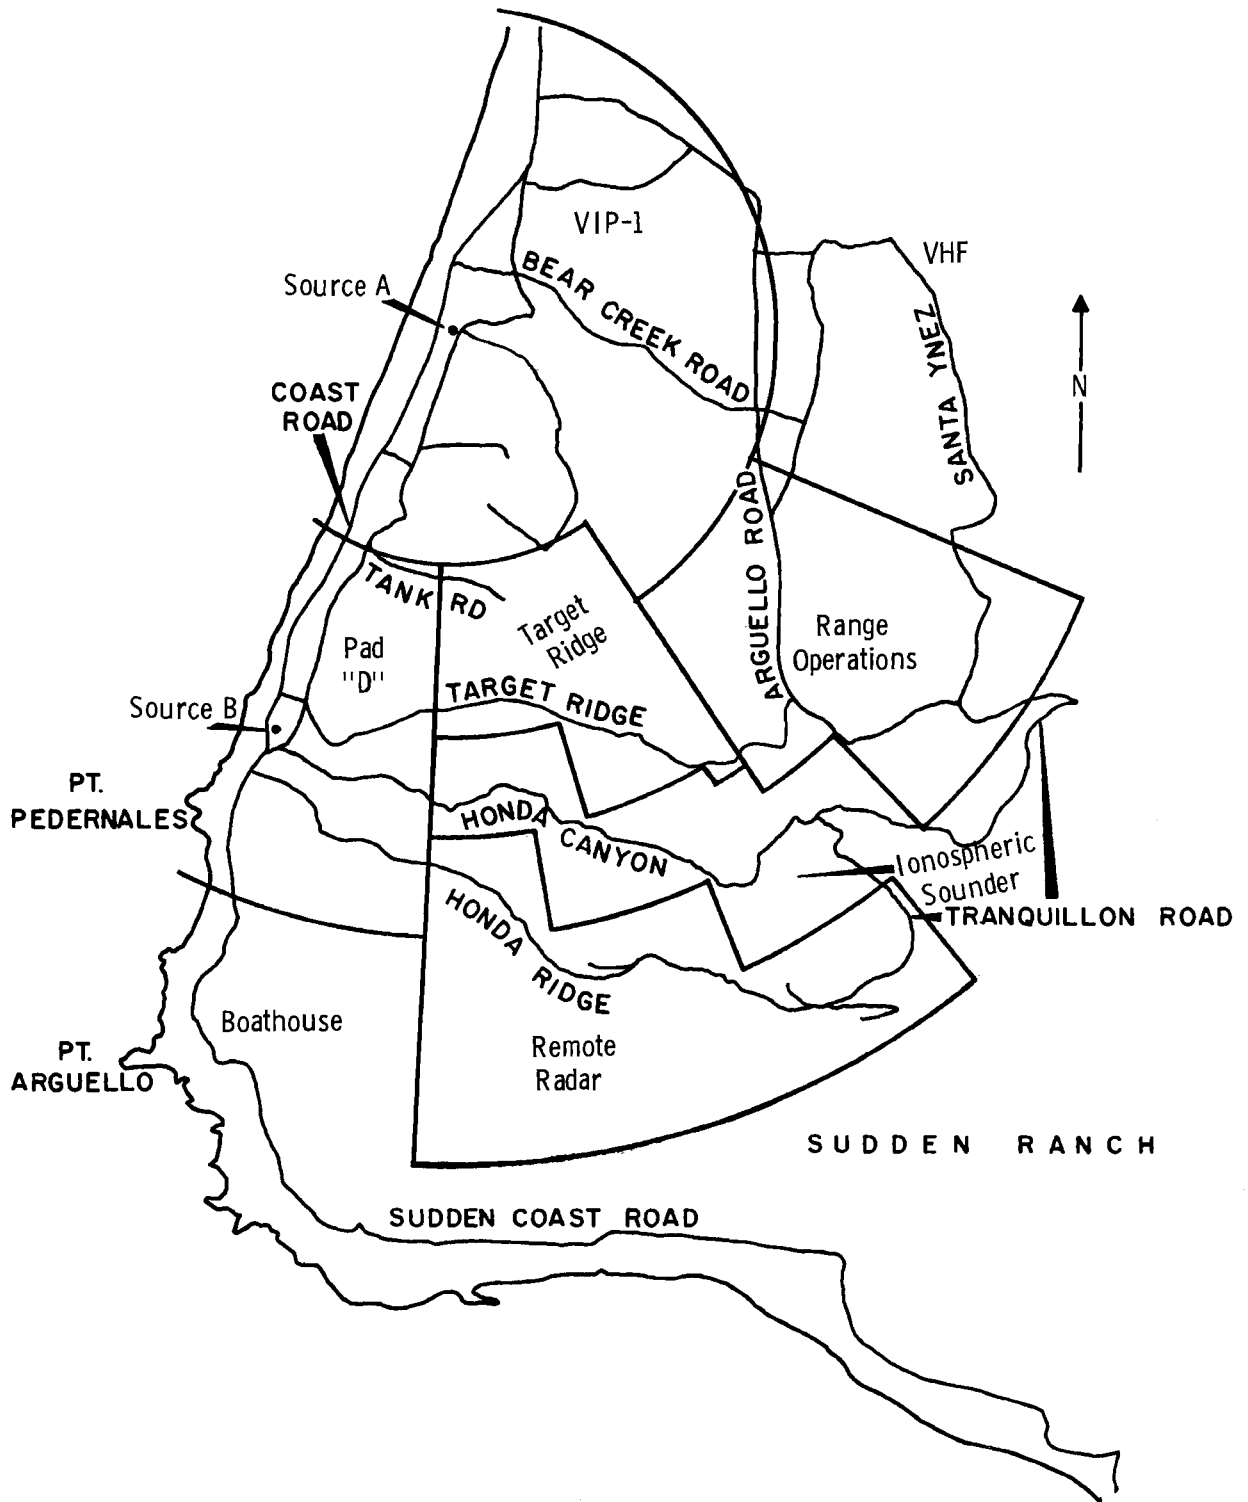 VIP-1
VHF
BEAR CREEK ROAD
Source A
SANTA YNEZ
N
COAST
ROAD
ARGUELLO ROAD
TANK RD
Target
Ridge
Range
Operations
Pad
"D"
TARGET RIDGE
Source B
PT.
PEDERNALES
HONDA CANYON
Ionospheric
Sounder
TRANQUILLON ROAD
HONDA RIDGE
Boathouse
Remote
Radar
PT.
ARGUELLO
SUDDEN RANCH
SUDDEN COAST ROAD